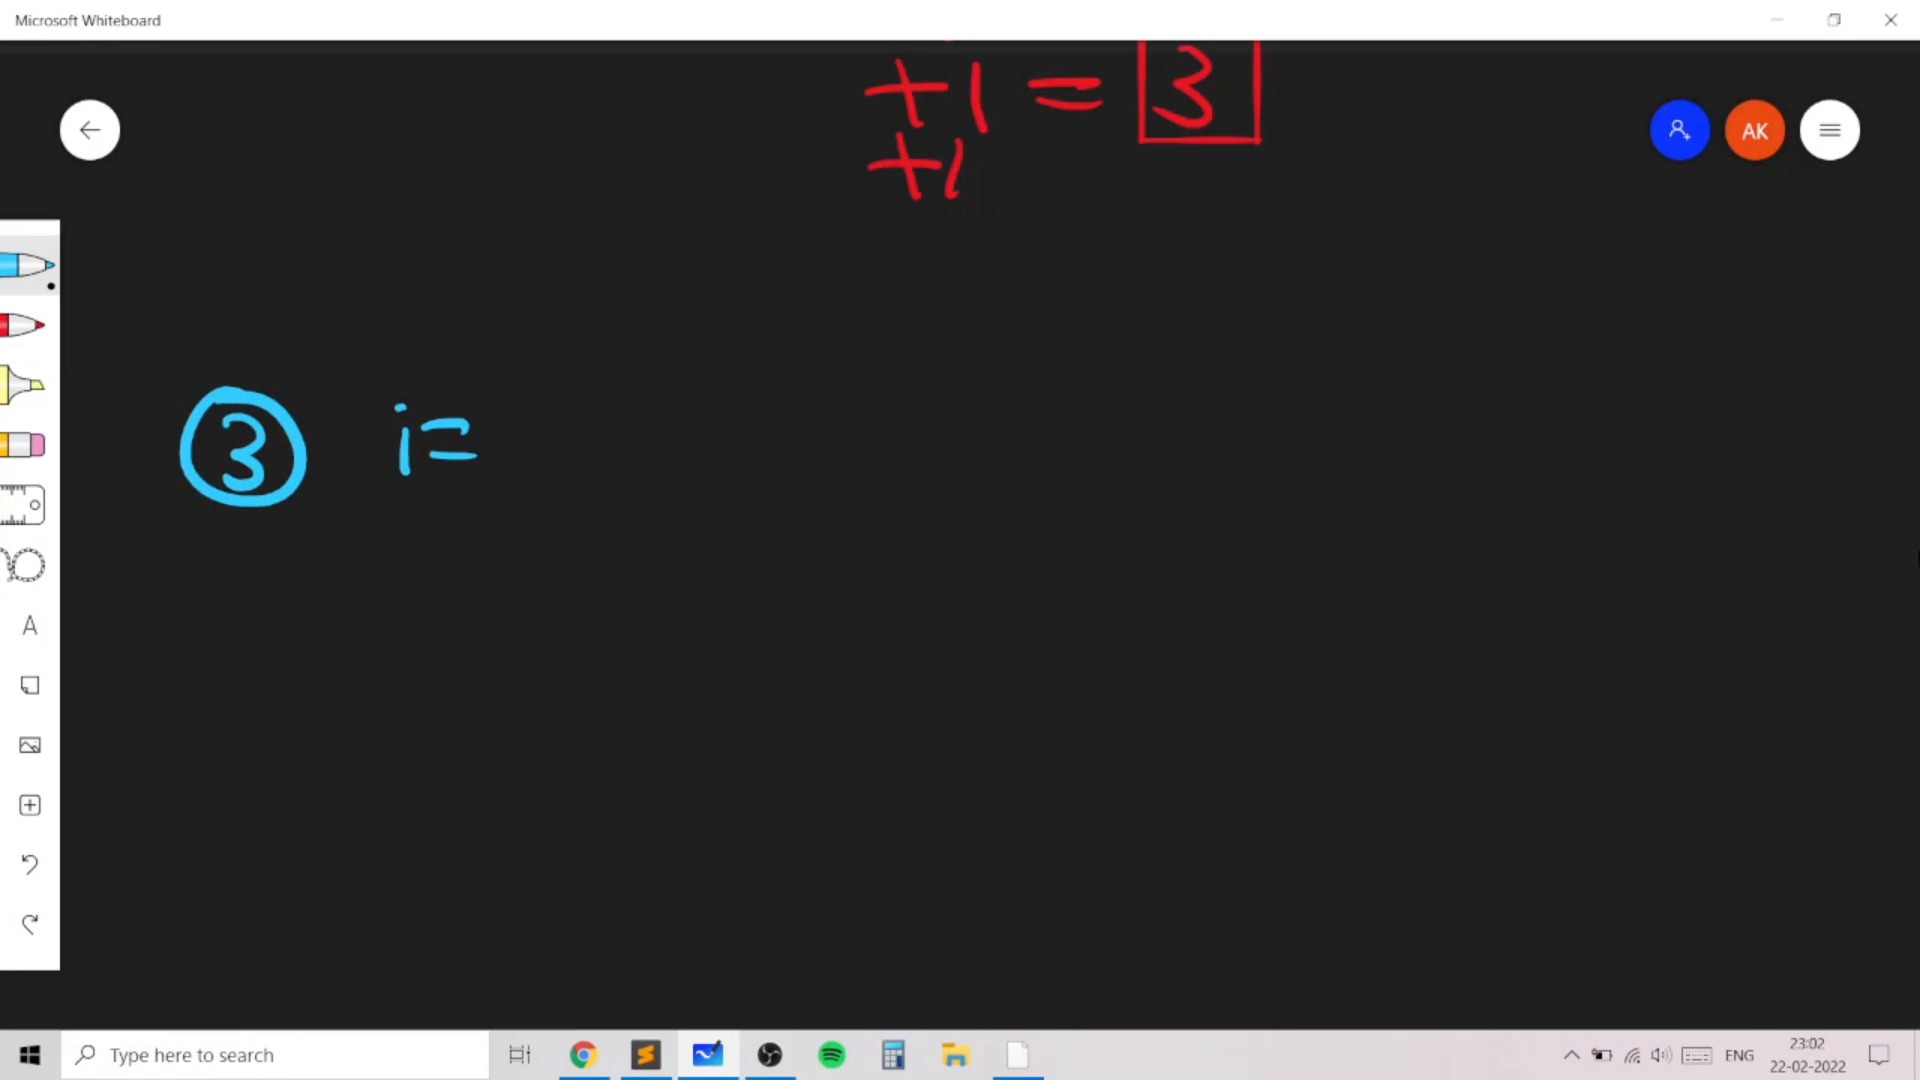 Microsoft Whiteboard
+1 = 3
+1
AK
3 i=
A
Type here to search
ENG
23:02
22-02-2022